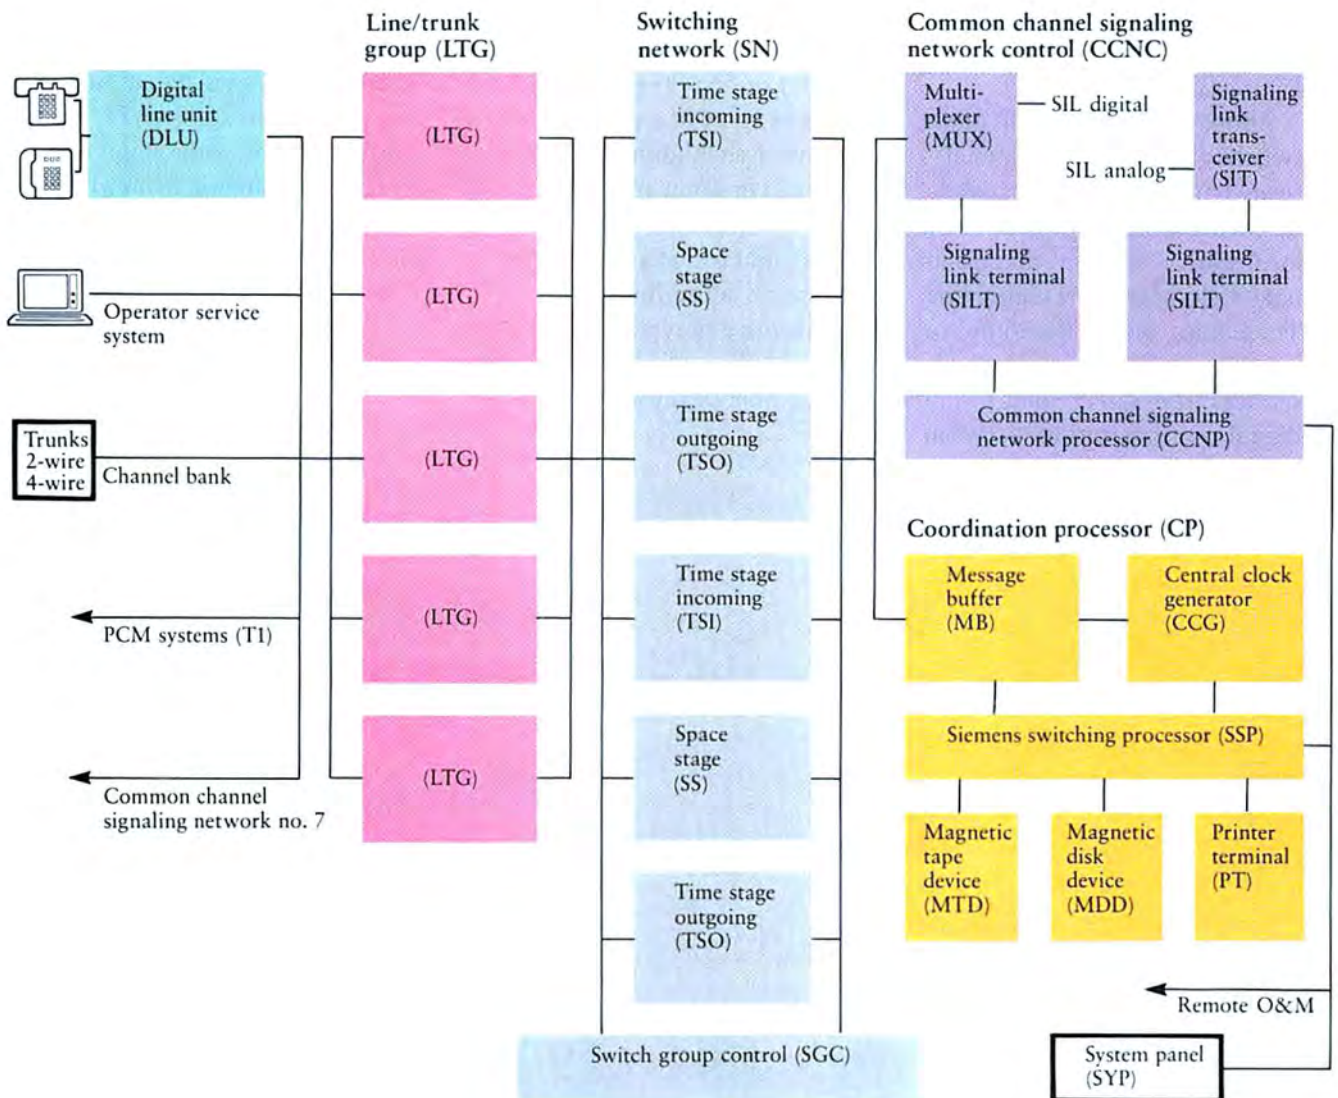 Line/trunk
group (LTG)
Switching
network (SN)
Common channel signaling
network control (CCNC)
Digital
line unit
(DLU)
(LTG)
Time stage
incoming
(TSI)
Multi-
plexer
(MUX)
SIL digital
SIL analog
Signaling
link
trans-
ceiver
(SIT)
Operator service
system
(LTG)
Space
stage
(SS)
Signaling
link terminal
(SILT)
Signaling
link terminal
(SILT)
Trunks
2-wire
4-wire
Channel bank
(LTG)
Time stage
outgoing
(TSO)
Common channel signaling
network processor (CCNP)
Coordination processor (CP)
PCM systems (T1)
(LTG)
Time stage
incoming
(TSI)
Message
buffer
(MB)
Central clock
generator
(CCG)
Common channel
signaling network no. 7
(LTG)
Space
stage
(SS)
Siemens switching processor (SSP)
Magnetic
tape
device
(MTD)
Magnetic
disk
device
(MDD)
Printer
terminal
(PT)
Time stage
outgoing
(TSO)
Remote O&M
Switch group control (SGC)
System panel
(SYP)